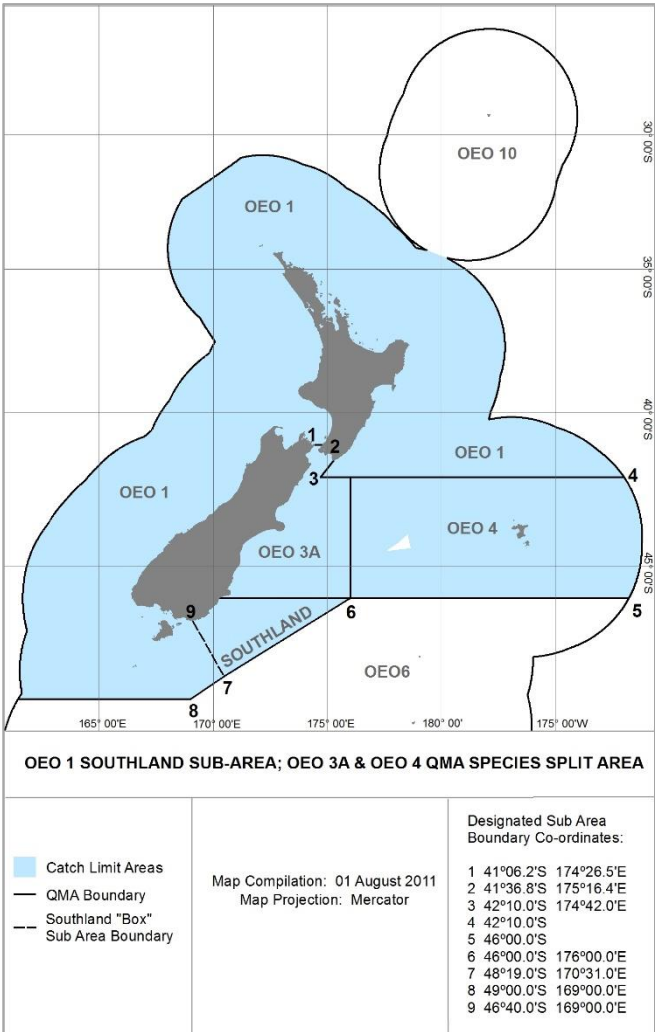 OEO 10
30° 00'S
OEO 1
35° 00'S
40° 00'S
1
2
OEO 1
3
4
OEO 1
OEO 4
OEO 3A
45° 00'S
9
6
5
SOUTHLAND
7
OEO6
8
165° 00'E
170° 00'E
175° 00'E
180° 00'
175° 00'W
OEO 1 SOUTHLAND SUB-AREA; OEO 3A & OEO 4 QMA SPECIES SPLIT AREA
Catch Limit Areas
QMA Boundary
Southland "Box"
Sub Area Boundary
Map Compilation: 01 August 2011
Map Projection: Mercator
Designated Sub Area
Boundary Co-ordinates:
1 41º06.2'S 174º26.5'E
2 41º36.8'S 175º16.4'E
3 42º10.0'S 174º42.0'E
4 42º10.0'S
5 46º00.0'S
6 46º00.0'S 176º00.0'E
7 48º19.0'S 170º31.0'E
8 49º00.0'S 169º00.0'E
9 46º40.0'S 169º00.0'E